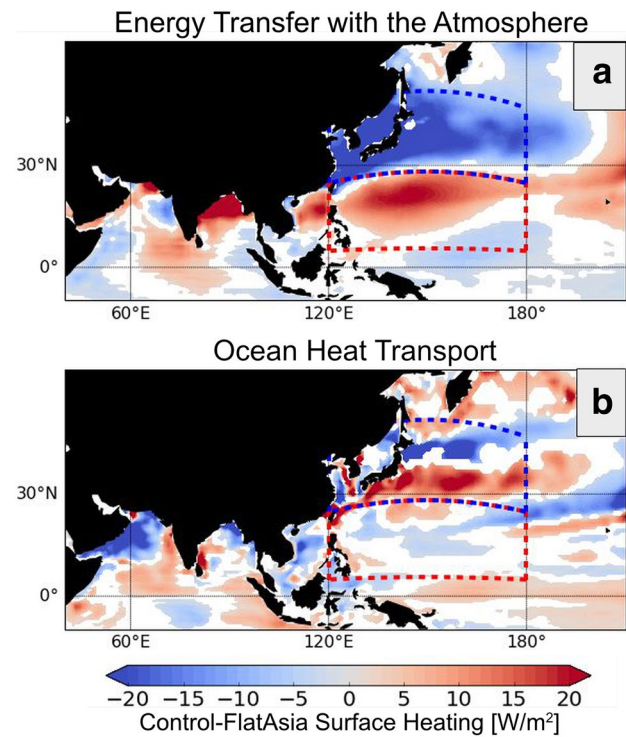 Energy Transfer with the Atmosphere
a
30°N
0°
60°E 120°E 180°
Ocean Heat Transport
b
30°N
0°
60°E 120°E 180°
−20 −15 −10 −5 0 5 10 15 20
Control-FlatAsia Surface Heating [W/m²]